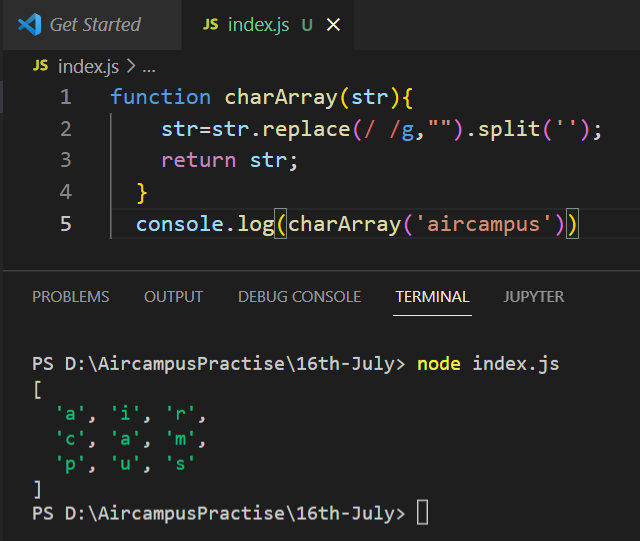 Get Started
JS index.js U ×
JS index.js > ...
1 function charArray(str){
2 str=str.replace(/ /g,"").split('');
3 return str;
4 }
5 console.log(charArray('aircampus'))
PROBLEMS OUTPUT DEBUG CONSOLE TERMINAL JUPYTER
PS D:\AircampusPractise\16th-July> node index.js
[
'a', 'i', 'r',
'c', 'a', 'm',
'p', 'u', 's'
]
PS D:\AircampusPractise\16th-July>